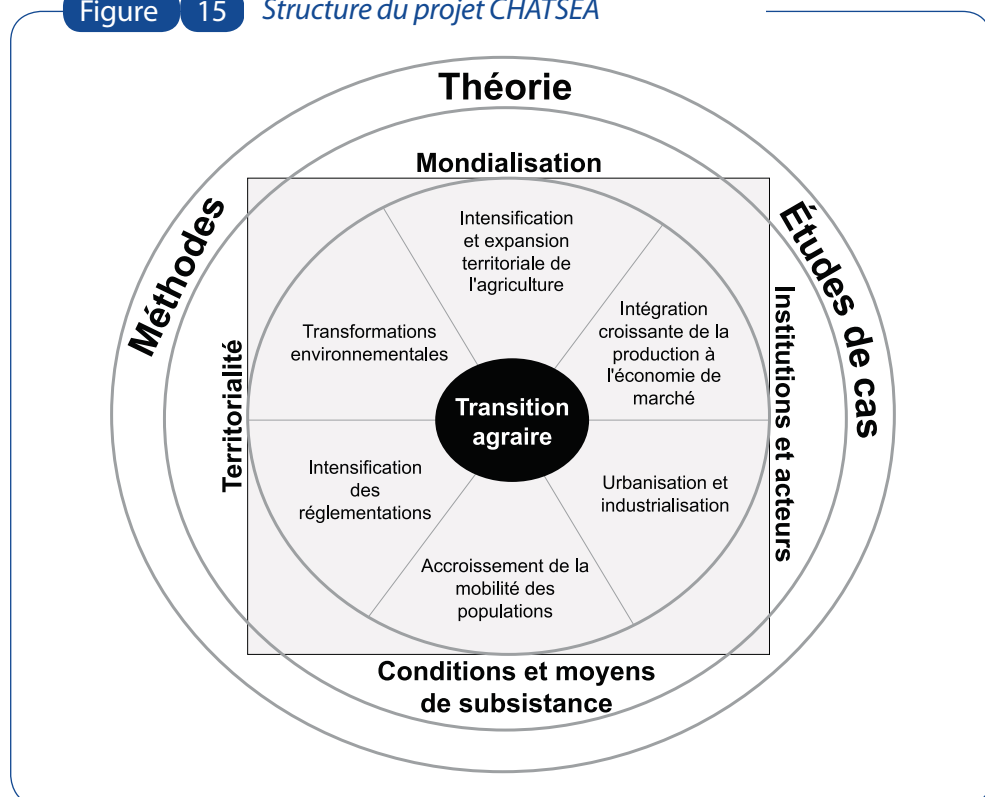 Figure 15 Structure du projet CHATSEA
Théorie
Méthodes
Études de cas
Mondialisation
Territorialité
Institutions et acteurs
Conditions et moyens
de subsistance
Intensification
et expansion
territoriale de
l'agriculture
Intégration
croissante de la
production à
l'économie de
marché
Urbanisation et
industrialisation
Accroissement de la
mobilité des
populations
Intensification
des
réglementations
Transformations
environnementales
Transition
agraire